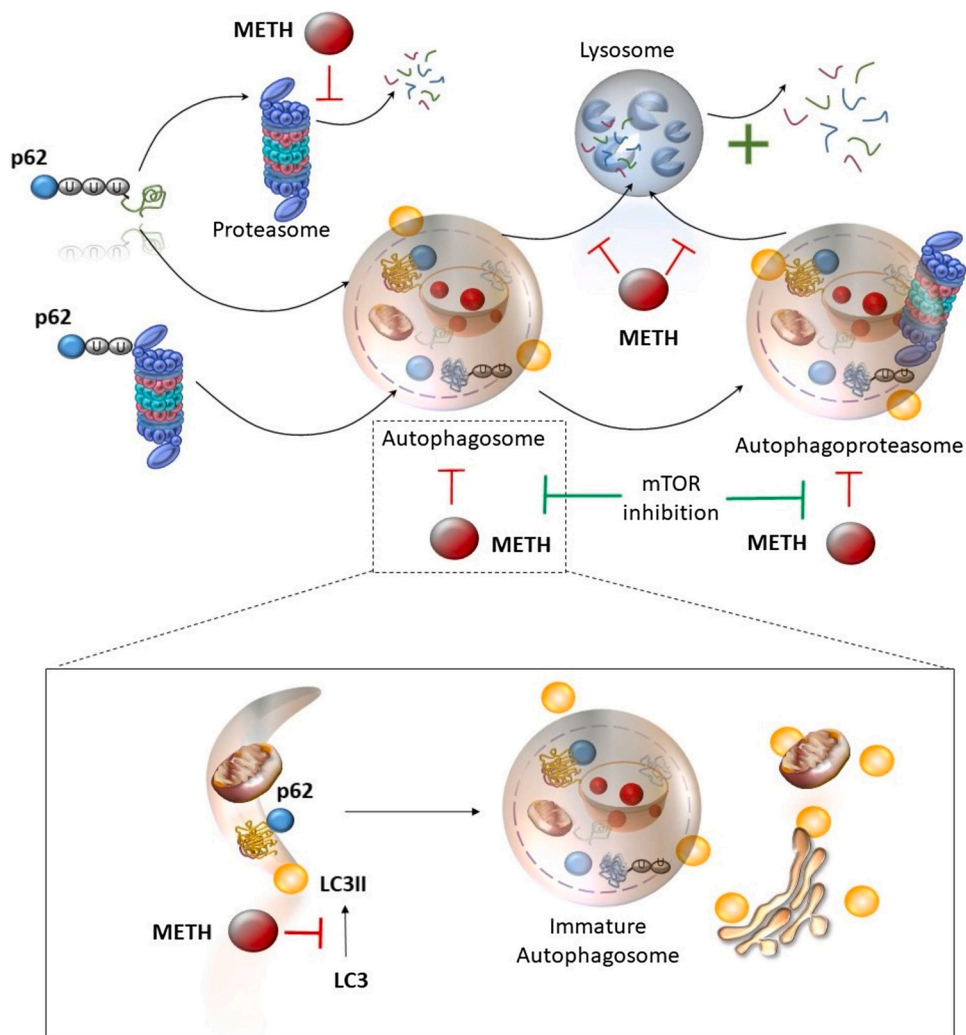 METH
Lysosome
p62
U U U
Proteasome
p62
U U
METH
U U
U U
Autophagosome
Autophagoproteasome
mTOR
inhibition
METH
METH
p62
LC3II
METH
LC3
U U
Immature
Autophagosome